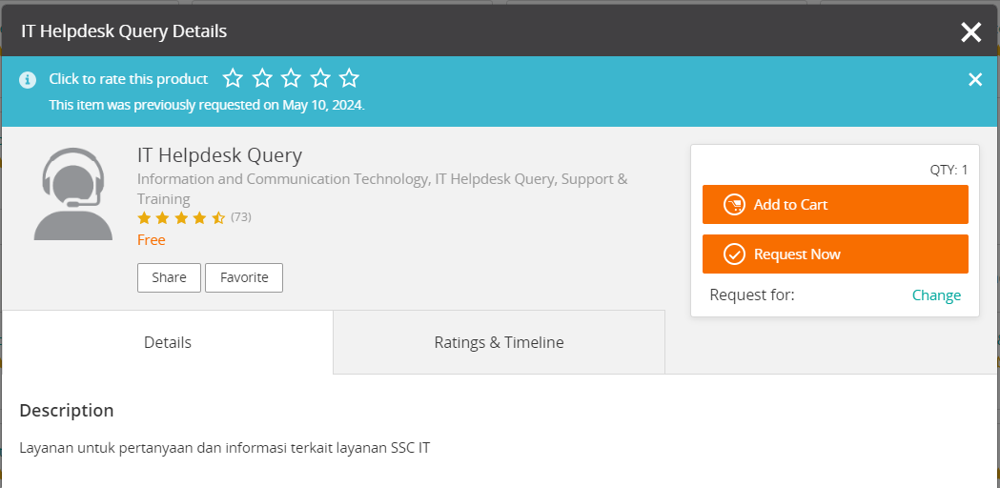 IT Helpdesk Query Details
Click to rate this product
This item was previously requested on May 10, 2024.
IT Helpdesk Query
Information and Communication Technology, IT Helpdesk Query, Support &
Training
(73)
Free
Share
Favorite
QTY: 1
Add to Cart
Request Now
Request for:
Change
Details
Ratings & Timeline
Description
Layanan untuk pertanyaan dan informasi terkait layanan SSC IT